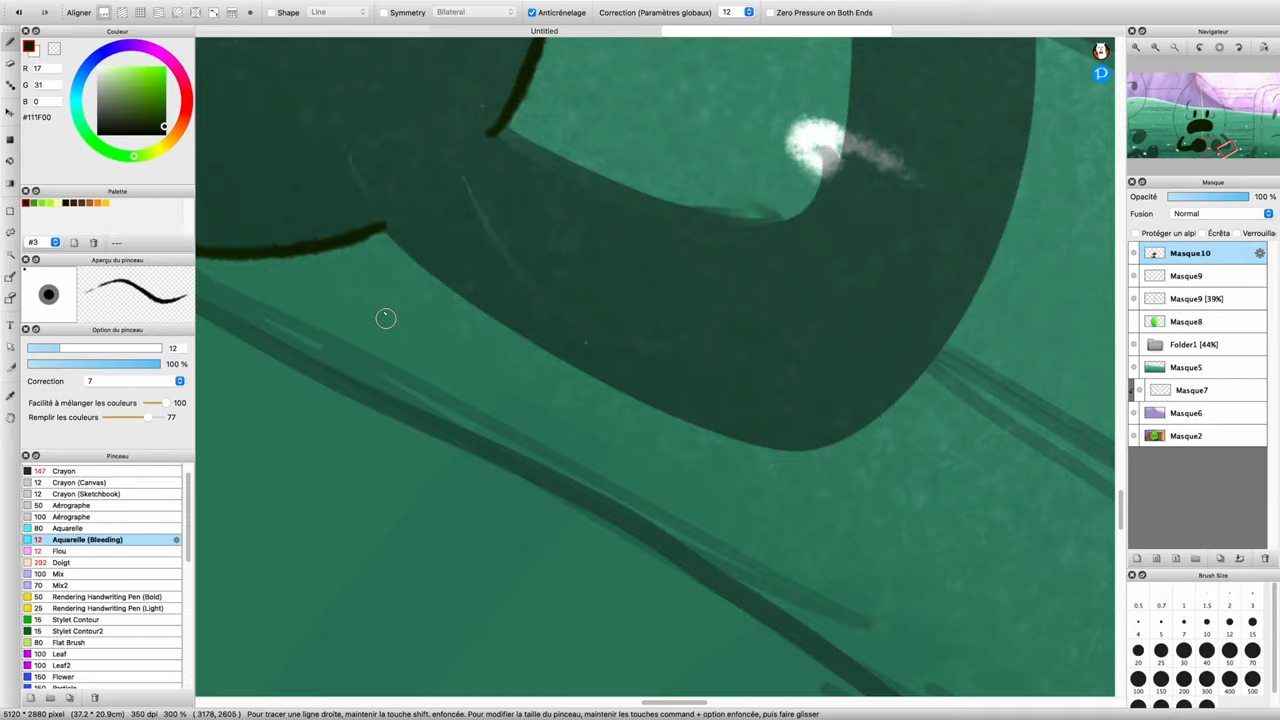 Aligner
Shape
Line
Symmetry
Bilateral
Anticrénelage
Correction (Paramètres globaux)
12
Zero Pressure on Both Ends
Untitled
Couleur
R 17
G 31
B 0
#111F00
Palette
#3
---
Aperçu du pinceau
Option du pinceau
12
100 %
Correction 7
Facilité à mélanger les couleurs 100
Remplir les couleurs 77
Pinceau
147 Crayon
12 Crayon (Canvas)
12 Crayon (Sketchbook)
50 Aérographe
100 Aérographe
80 Aquarelle
12 Aquarelle (Bleeding)
12 Flou
292 Doigt
100 Mix
70 Mix2
50 Rendering Handwriting Pen (Bold)
25 Rendering Handwriting Pen (Light)
15 Stylet Contour
15 Stylet Contour2
80 Flat Brush
100 Leaf
100 Leaf2
150 Flower
150 Particle
Navigateur
Masque
Opacité 100 %
Fusion Normal
Protéger un alpl
Écrêta
Verrouilla
Masque10
Masque9
Masque9 [39%]
Masque8
Folder1 [44%]
Masque5
Masque7
Masque6
Masque2
Brush Size
0.5 0.7 1 1.5 2 3
4 5 7 10 12 15
20 25 30 40 50 70
100 150 200 300 400 500
5120 * 2880 pixel (37.2 * 20.9cm) 350 dpi 300 % ( 3178, 2605 ) Pour tracer une ligne droite, maintenir la touche shift. enfoncée. Pour modifier la taille du pinceau, maintenir les touches command + option enfoncée, puis faire glisser